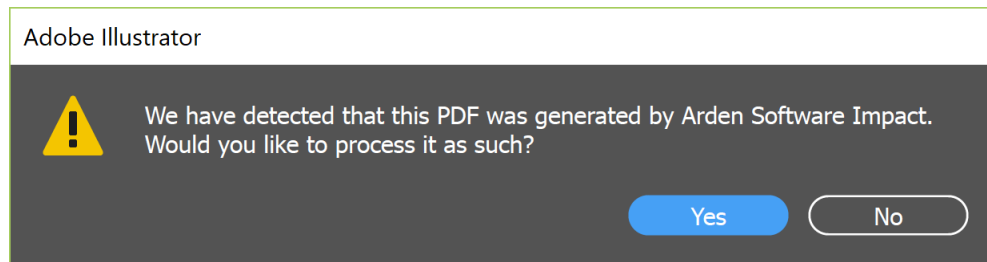 Adobe Illustrator
We have detected that this PDF was generated by Arden Software Impact.
Would you like to process it as such?
Yes No